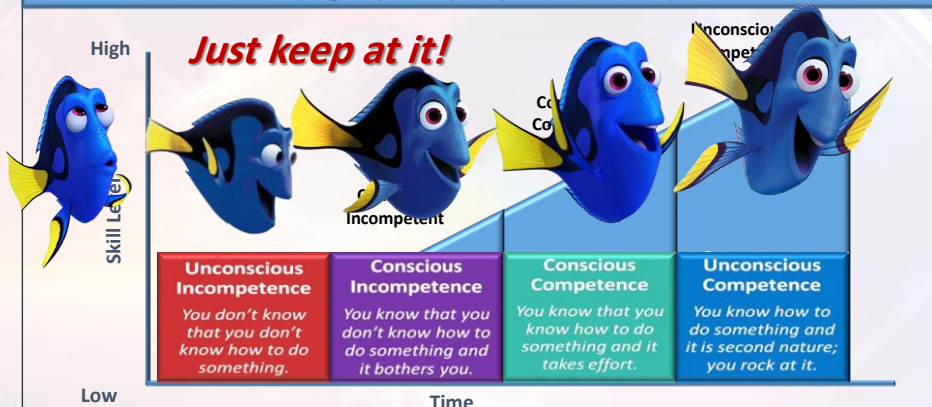 High
Just keep at it!
Skill
Incompetent
Unconscious
Incompetence
You don't know
that you don't
know how to do
something.
Conscious
Incompetence
You know that you
don't know how to
do something and
it bothers you.
Conscious
Competence
You know that you
know how to do
something and it
takes effort.
Unconscious
Competence
You know how to
do something and
it is second nature;
you rock at it.
Low
Time